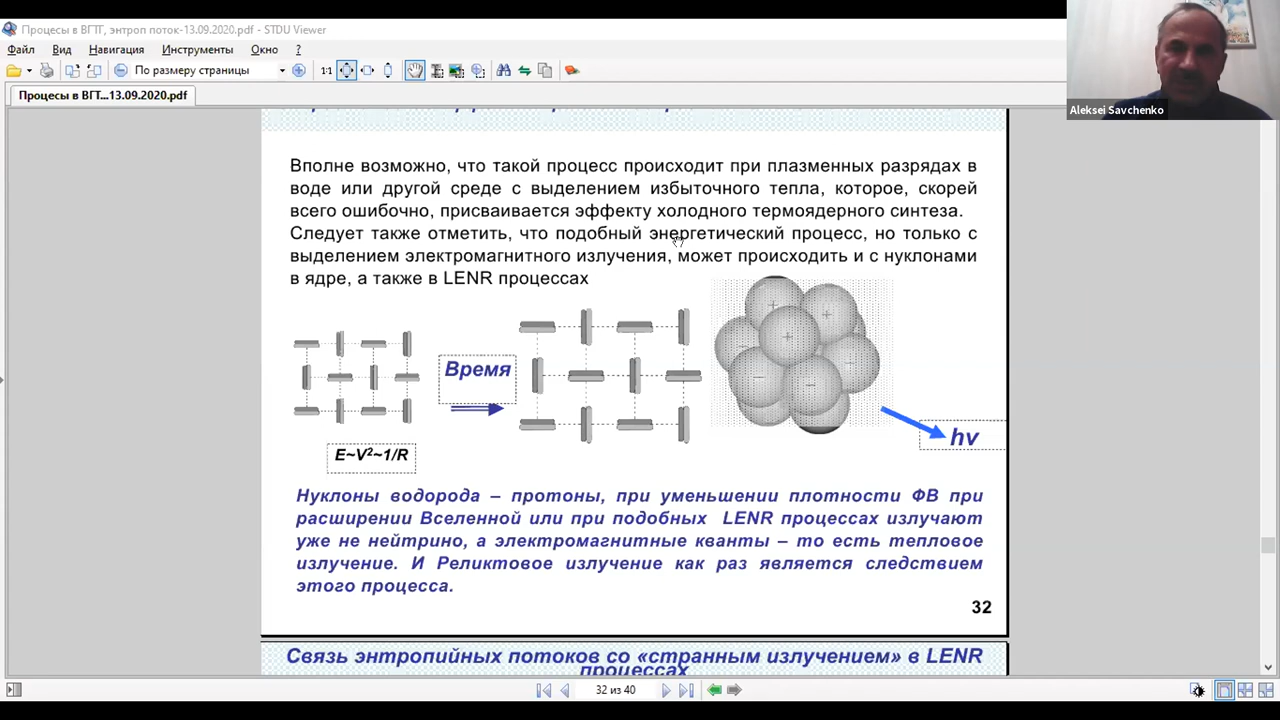 Процессы в ВГТГ, энтроп поток-13.09.2020.pdf - STDU Viewer
Файл Вид Навигация Инструменты Окно ?
По размеру страницы
1:1
Процессы в ВГТ...13.09.2020.pdf
Aleksei Savchenko
Вполне возможно, что такой процесс происходит при плазменных разрядах в
воде или другой среде с выделением избыточного тепла, которое, скорей
всего ошибочно, присваивается эффекту холодного термоядерного синтеза.
Следует также отметить, что подобный энергетический процесс, но только с
выделением электромагнитного излучения, может происходить и с нуклонами
в ядре, а также в LENR процессах
Время
hν
E~V²~1/R
Нуклоны водорода – протоны, при уменьшении плотности ФВ при
расширении Вселенной или при подобных LENR процессах излучают
уже не нейтрино, а электромагнитные кванты – то есть тепловое
излучение. И Реликтовое излучение как раз является следствием
этого процесса.
32
Связь энтропийных потоков со «странным излучением» в LENR
процессах
32 из 40